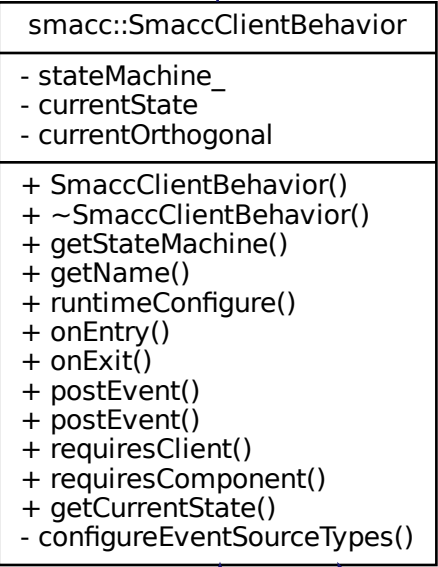 smacc::SmaccClientBehavior
- stateMachine_
- currentState
- currentOrthogonal
+ SmaccClientBehavior()
+ ~SmaccClientBehavior()
+ getStateMachine()
+ getName()
+ runtimeConfigure()
+ onEntry()
+ onExit()
+ postEvent()
+ postEvent()
+ requiresClient()
+ requiresComponent()
+ getCurrentState()
- configureEventSourceTypes()